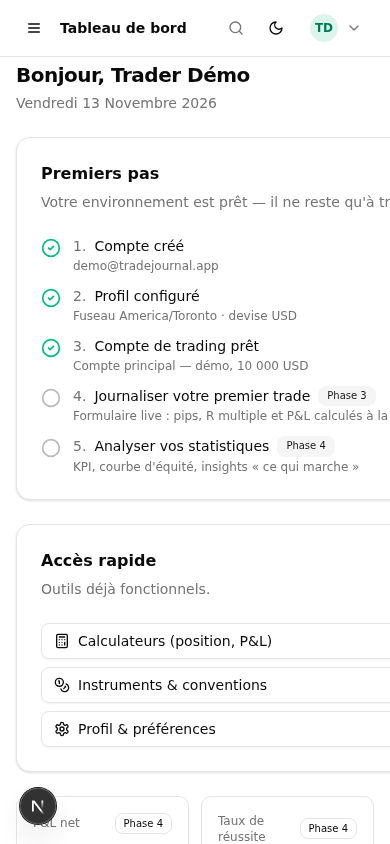 Tableau de bord
TD
Bonjour, Trader Démo
Vendredi 13 Novembre 2026
Premiers pas
Votre environnement est prêt — il ne reste qu'à tr
1. Compte créé
demo@tradejournal.app
2. Profil configuré
Fuseau America/Toronto · devise USD
3. Compte de trading prêt
Compte principal — démo, 10 000 USD
4. Journaliser votre premier trade Phase 3
Formulaire live : pips, R multiple et P&L calculés à la
5. Analyser vos statistiques Phase 4
KPI, courbe d'équité, insights « ce qui marche »
Accès rapide
Outils déjà fonctionnels.
Calculateurs (position, P&L)
Instruments & conventions
Profil & préférences
N
P&L net Phase 4
Taux de
réussite Phase 4